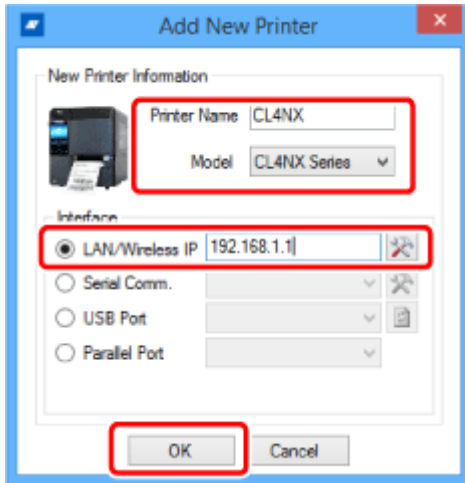 Add New Printer
New Printer Information
Printer Name CL4NX
Model CL4NX Series
Interface
LAN/Wireless IP 192.168.1.1
Serial Comm.
USB Port
Parallel Port
OK Cancel